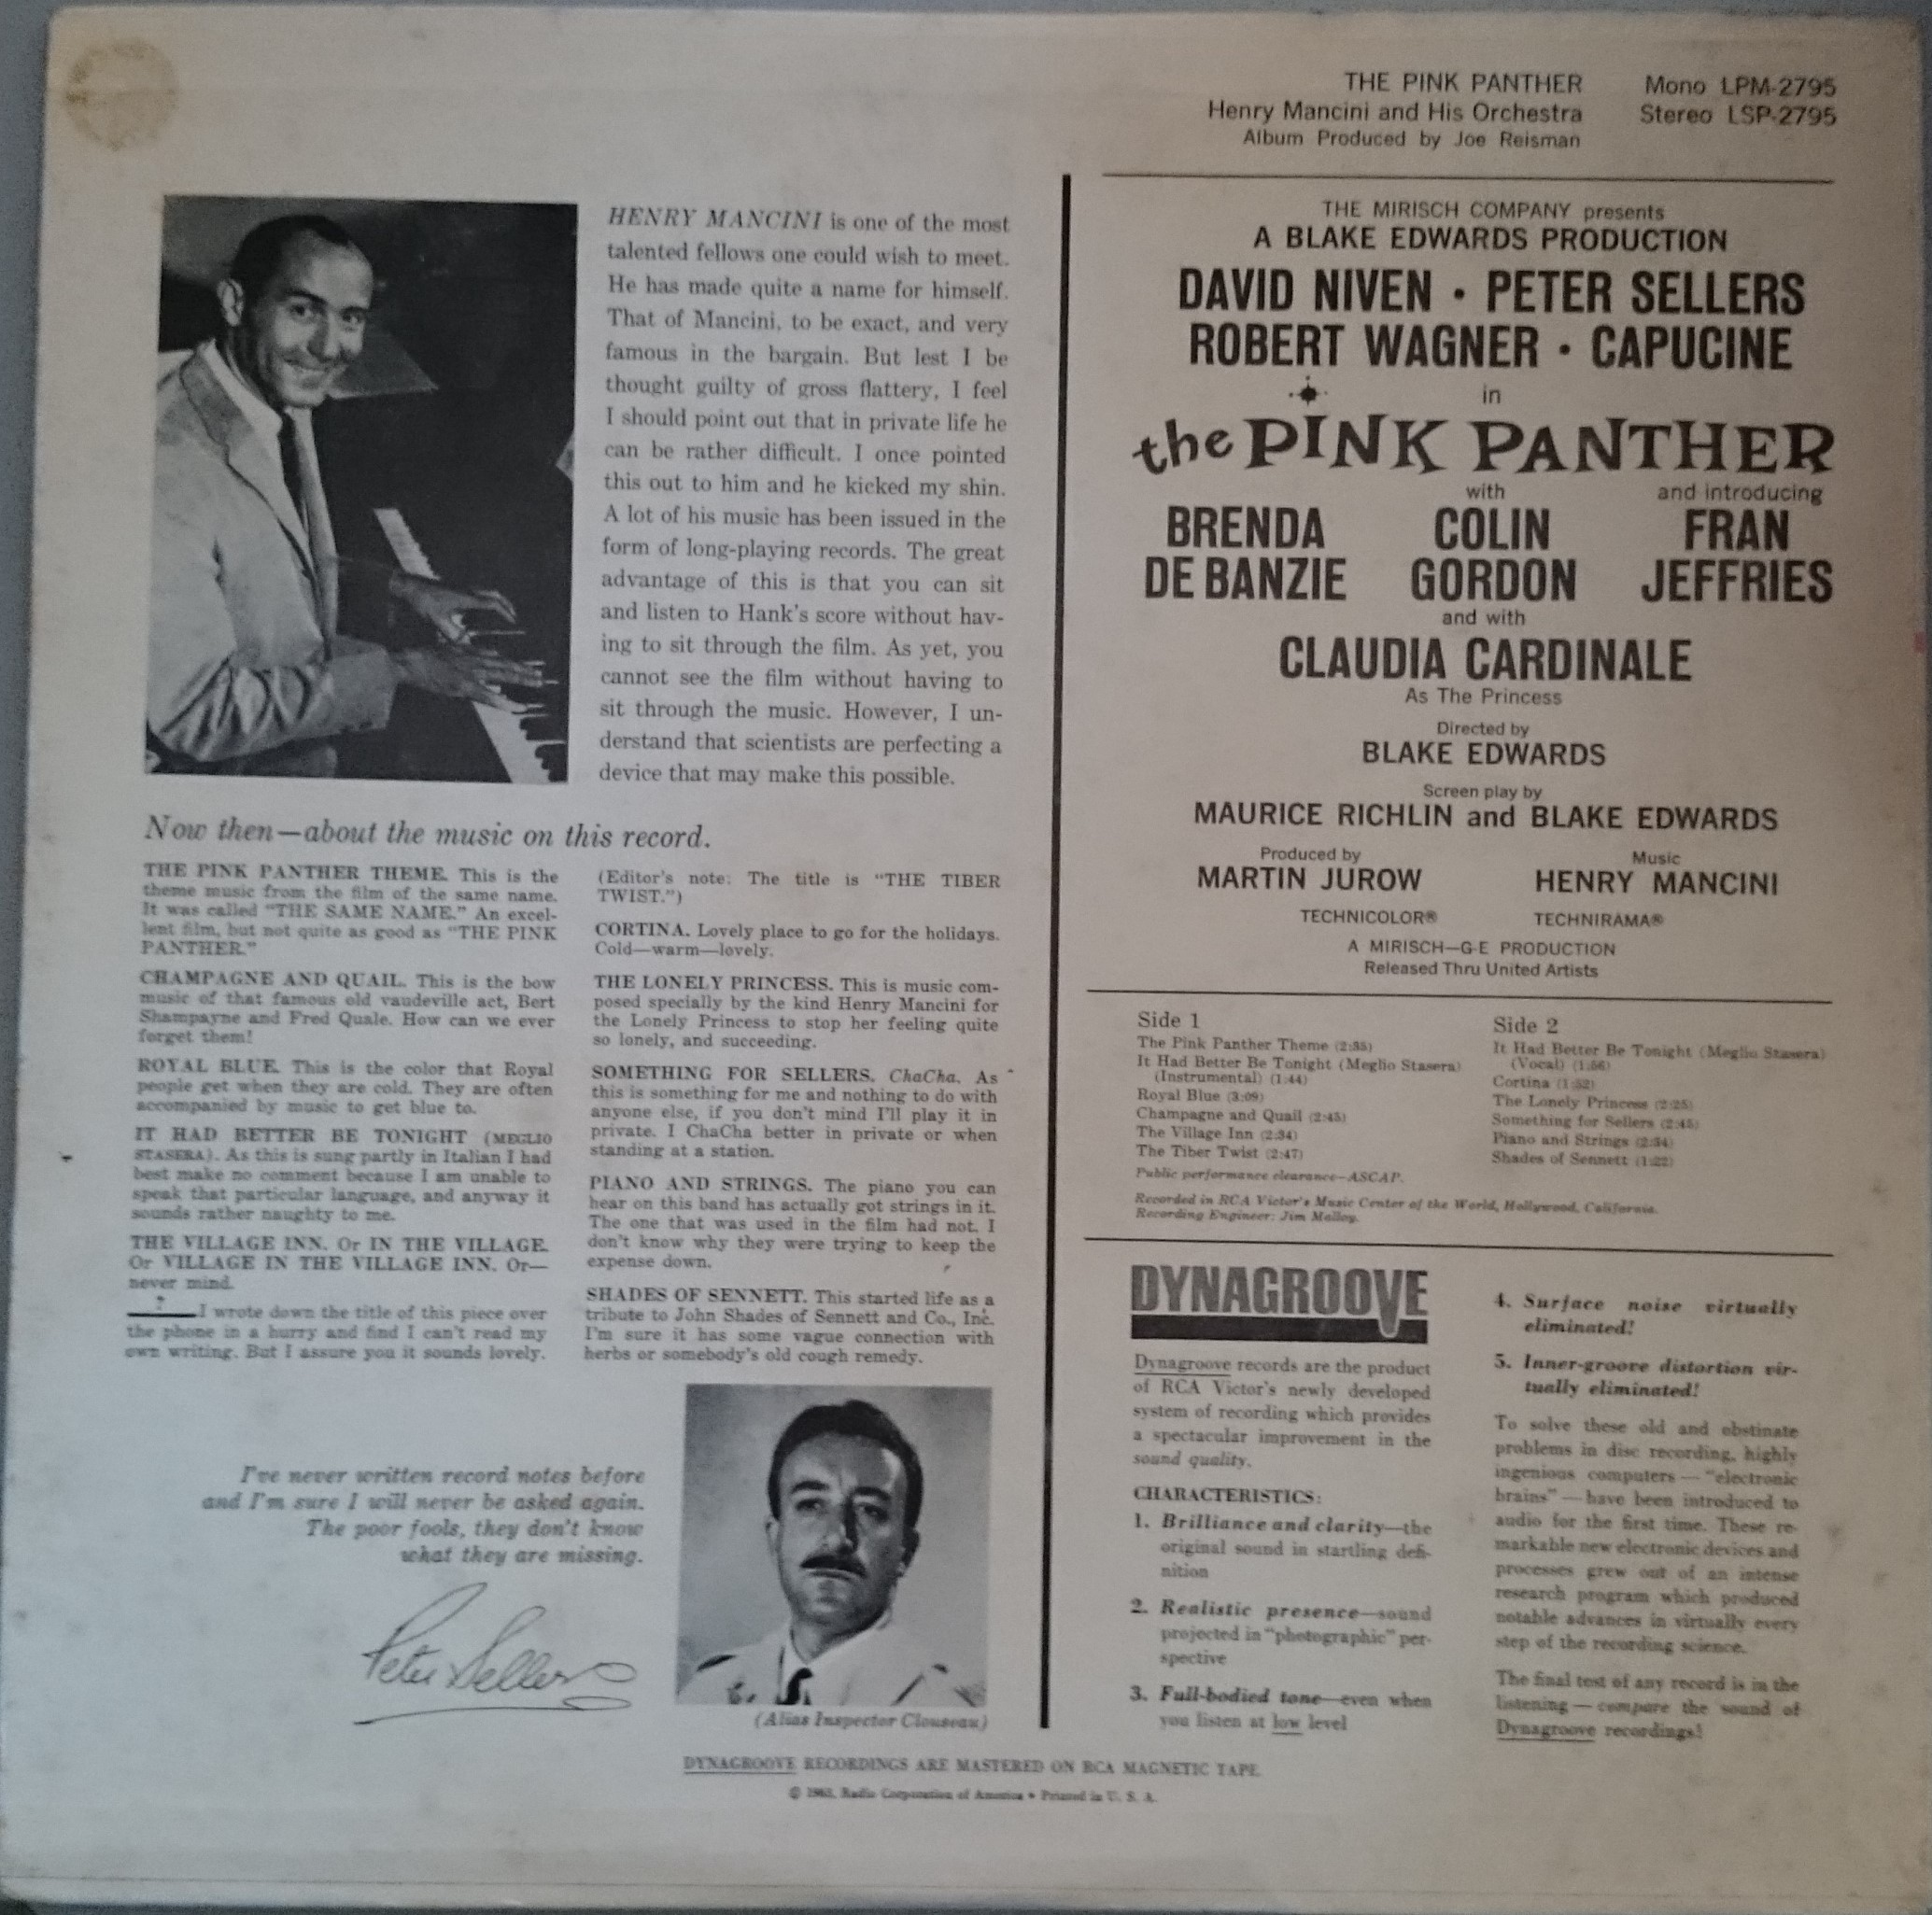 THE PINK PANTHER
Henry Mancini and His Orchestra
Album Produced by Joe Reisman
Mono LPM-2795
Stereo LSP-2795
HENRY MANCINI is one of the most
talented fellows one could wish to meet.
He has made quite a name for himself.
That of Mancini, to be exact, and very
famous in the bargain. But lest I be
thought guilty of gross flattery, I feel
I should point out that in private life he
can be rather difficult. I once pointed
this out to him and he kicked my shin.
A lot of his music has been issued in the
form of long-playing records. The great
advantage of this is that you can sit
and listen to Hank's score without hav-
ing to sit through the film. As yet, you
cannot see the film without having to
sit through the music. However, I un-
derstand that scientists are perfecting a
device that may make this possible.
Now then—about the music on this record.
THE PINK PANTHER THEME. This is the
theme music from the film of the same name.
It was called "THE SAME NAME." An excel-
lent film, but not quite as good as "THE PINK
PANTHER."
CHAMPAGNE AND QUAIL. This is the bow
music of that famous old vaudeville act, Bert
Shampayne and Fred Quale. How can we ever
forget them!
ROYAL BLUE. This is the color that Royal
people get when they are cold. They are often
accompanied by music to get blue to.
IT HAD BETTER BE TONIGHT (MEGLIO
STASERA). As this is sung partly in Italian I had
best make no comment because I am unable to
speak that particular language, and anyway it
sounds rather naughty to me.
THE VILLAGE INN. Or IN THE VILLAGE.
Or VILLAGE IN THE VILLAGE INN. Or—
never mind.
? I wrote down the title of this piece over
the phone in a hurry and find I can't read my
own writing. But I assure you it sounds lovely.
(Editor's note: The title is "THE TIBER
TWIST.")
CORTINA. Lovely place to go for the holidays.
Cold—warm—lovely.
THE LONELY PRINCESS. This is music com-
posed specially by the kind Henry Mancini for
the Lonely Princess to stop her feeling quite
so lonely, and succeeding.
SOMETHING FOR SELLERS. ChaCha. As
this is something for me and nothing to do with
anyone else, if you don't mind I'll play it in
private. I ChaCha better in private or when
standing at a station.
PIANO AND STRINGS. The piano you can
hear on this band has actually got strings in it.
The one that was used in the film had not. I
don't know why they were trying to keep the
expense down.
SHADES OF SENNETT. This started life as a
tribute to John Shades of Sennett and Co., Inc.
I'm sure it has some vague connection with
herbs or somebody's old cough remedy.
I've never written record notes before
and I'm sure I will never be asked again.
The poor fools, they don't know
what they are missing.
Peter Sellers
(Alias Inspector Clouseau)
THE MIRISCH COMPANY presents
A BLAKE EDWARDS PRODUCTION
DAVID NIVEN · PETER SELLERS
ROBERT WAGNER · CAPUCINE
in
the PINK PANTHER
with
and introducing
BRENDA DE BANZIE
COLIN GORDON
FRAN JEFFRIES
and with
CLAUDIA CARDINALE
As The Princess
Directed by
BLAKE EDWARDS
Screen play by
MAURICE RICHLIN and BLAKE EDWARDS
Produced by
MARTIN JUROW
Music
HENRY MANCINI
TECHNICOLOR® TECHNIRAMA®
A MIRISCH—G-E PRODUCTION
Released Thru United Artists
Side 1
The Pink Panther Theme (2:35)
It Had Better Be Tonight (Meglio Stasera)
(Instrumental) (1:44)
Royal Blue (3:09)
Champagne and Quail (2:45)
The Village Inn (2:34)
The Tiber Twist (2:47)
Public performance clearance—ASCAP.
Recorded in RCA Victor's Music Center of the World, Hollywood, California.
Recording Engineer: Jim Malloy.
Side 2
It Had Better Be Tonight (Meglio Stasera)
(Vocal) (1:56)
Cortina (1:52)
The Lonely Princess (2:25)
Something for Sellers (2:45)
Piano and Strings (2:34)
Shades of Sennett (1:22)
DYNAGROOVE
Dynagroove records are the product
of RCA Victor's newly developed
system of recording which provides
a spectacular improvement in the
sound quality.
CHARACTERISTICS:
1. Brilliance and clarity—the
original sound in startling defi-
nition
2. Realistic presence—sound
projected in "photographic" per-
spective
3. Full-bodied tone—even when
you listen at low level
4. Surface noise virtually
eliminated!
5. Inner-groove distortion vir-
tually eliminated!
To solve these old and obstinate
problems in disc recording, highly
ingenious computers — "electronic
brains" — have been introduced to
audio for the first time. These re-
markable new electronic devices and
processes grew out of an intense
research program which produced
notable advances in virtually every
step of the recording science.
The final test of any record is in the
listening — compare the sound of
Dynagroove recordings!
DYNAGROOVE RECORDINGS ARE MASTERED ON RCA MAGNETIC TAPE.
© 1963, Radio Corporation of America • Printed in U. S. A.